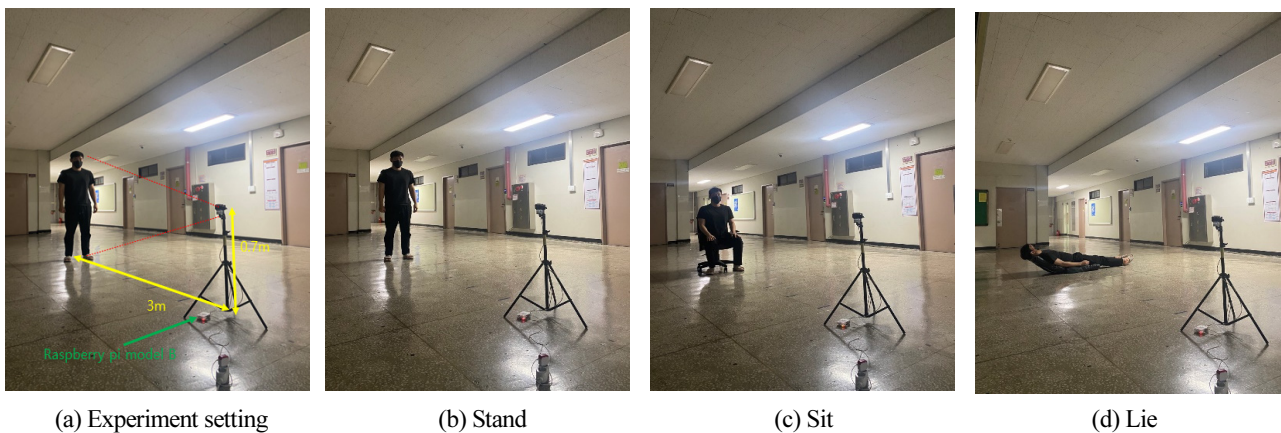 0.7m
3m
Raspberry pi model B
(a) Experiment setting
(b) Stand
(c) Sit
(d) Lie